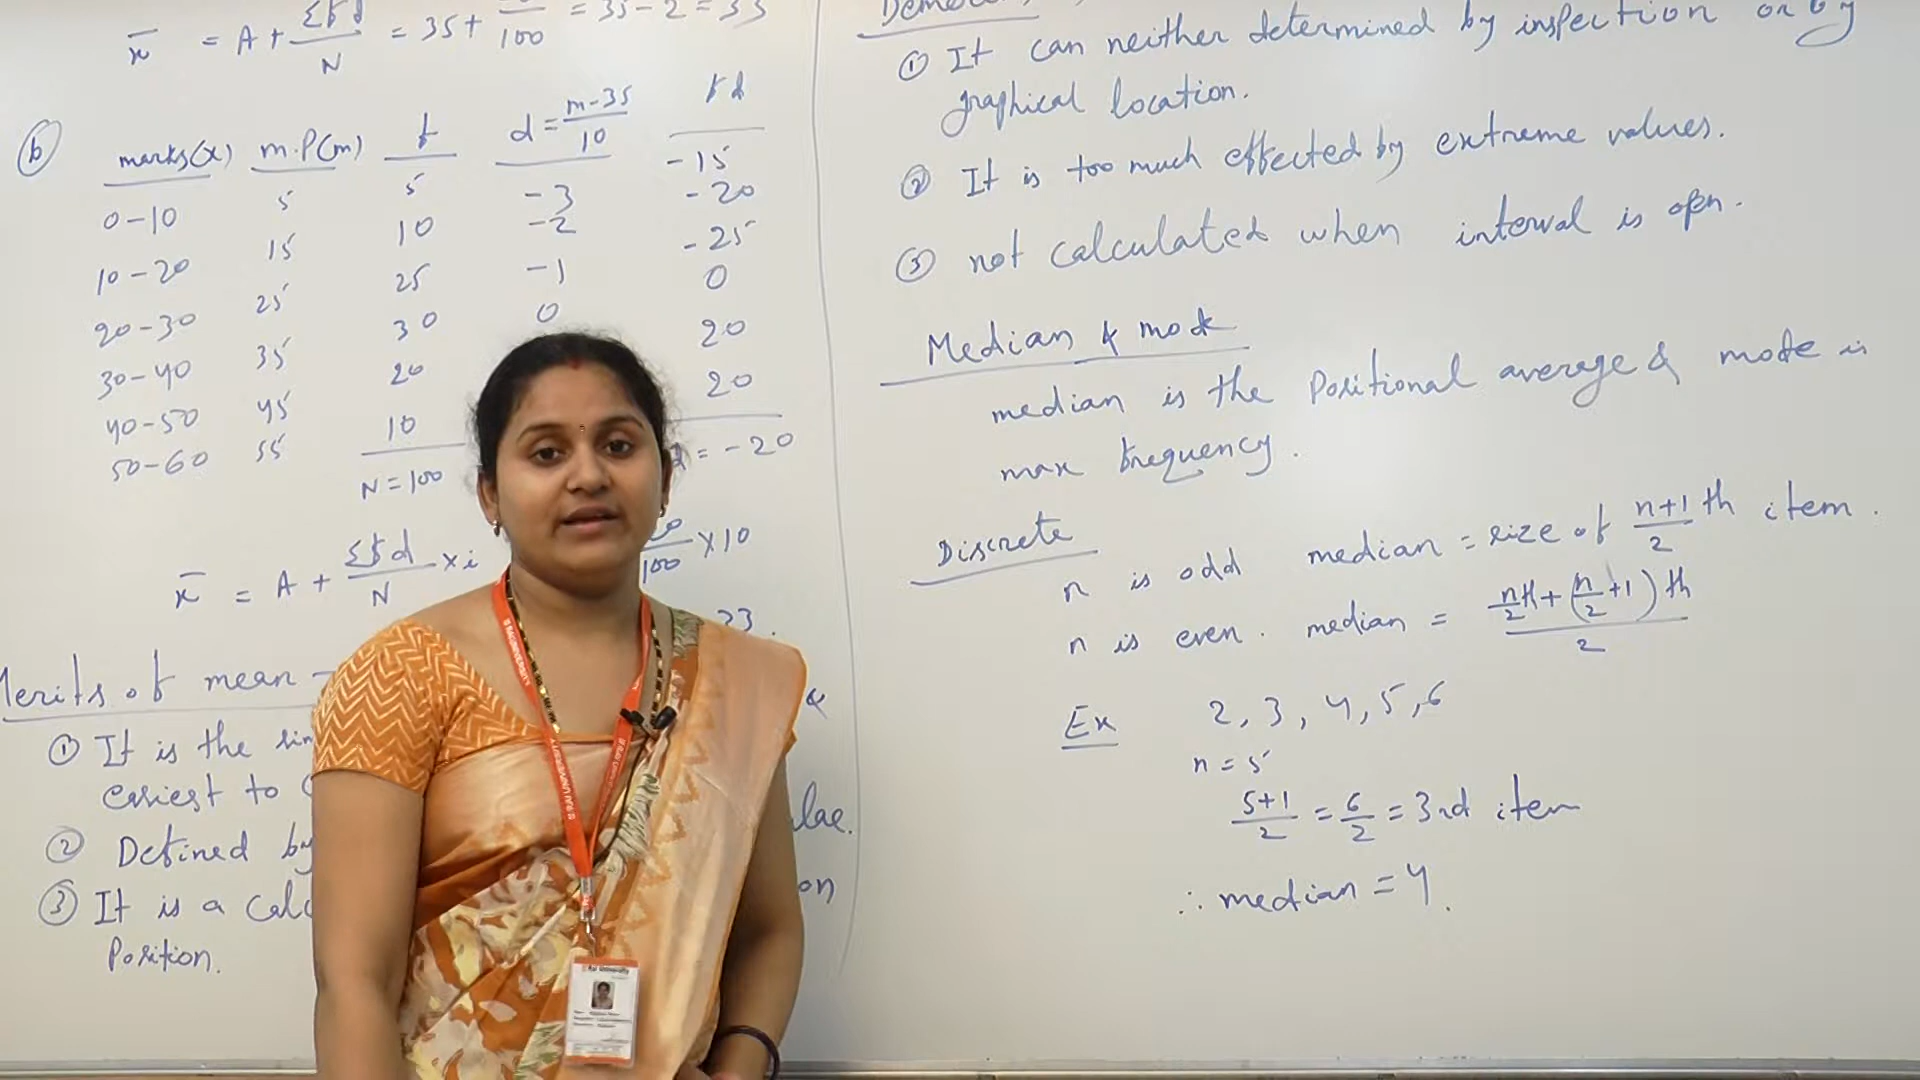 x̄ = A + Σfd/N = 35 + /100 = 35 - 2 = 33
(b) marks(x) m.P(m) f d = m-35/10 fd
0-10 5 5 -3 -15
10-20 15 10 -2 -20
20-30 25 25 -1 -25
30-40 35 30 0 0
40-50 45 20 20
50-60 55 10 20
N = 100 = -20
x̄ = A + Σfd/N × i /100 × 10
33.
Merits of mean -
① It is the &
easiest to
② Defined by lae.
③ It is a on
Position.
① It can neither determined by inspection or by
graphical location.
② It is too much effected by extreme values.
③ not calculated when interval is open.
Median & mode
median is the Positional average & mode is
max frequency.
Discrete
n is odd median = size of n+1/2 th item.
n is even. median = n/2 th + (n/2 + 1) th / 2
Ex 2, 3, 4, 5, 6
n = 5
5+1/2 = 6/2 = 3rd item
∴ median = 4.
Rai University